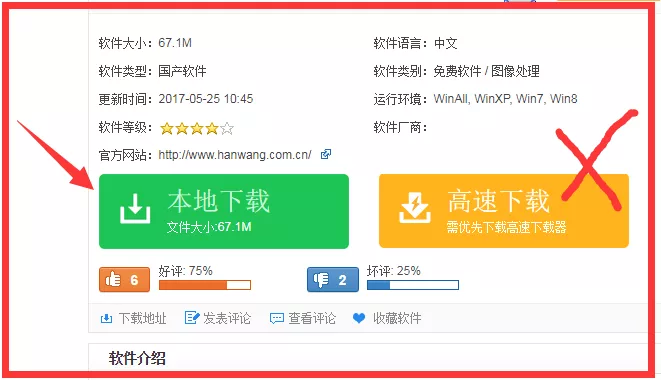 软件大小：67.1M 软件语言：中文
软件类型：国产软件 软件类别：免费软件 / 图像处理
更新时间：2017-05-25 10:45 运行环境：WinAll, WinXP, Win7, Win8
软件等级： 软件厂商：
官方网站：http://www.hanwang.com.cn/
本地下载 高速下载
文件大小:67.1M 需优先下载高速下载器
6 好评: 75% 2 坏评: 25%
下载地址 发表评论 查看评论 收藏软件
软件介绍